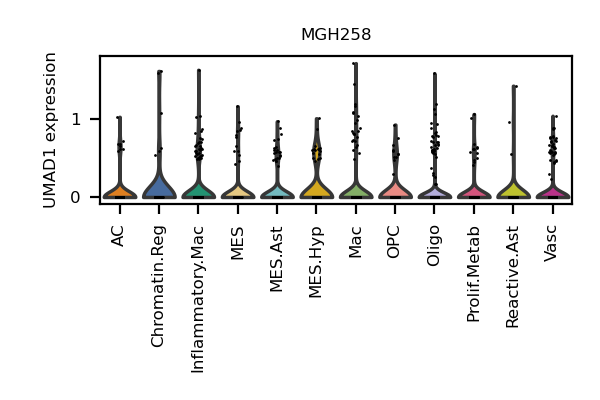 MGH258
UMAD1 expression
1
0
AC
Chromatin.Reg
Inflammatory.Mac
MES
MES.Ast
MES.Hyp
Mac
OPC
Oligo
Prolif.Metab
Reactive.Ast
Vasc